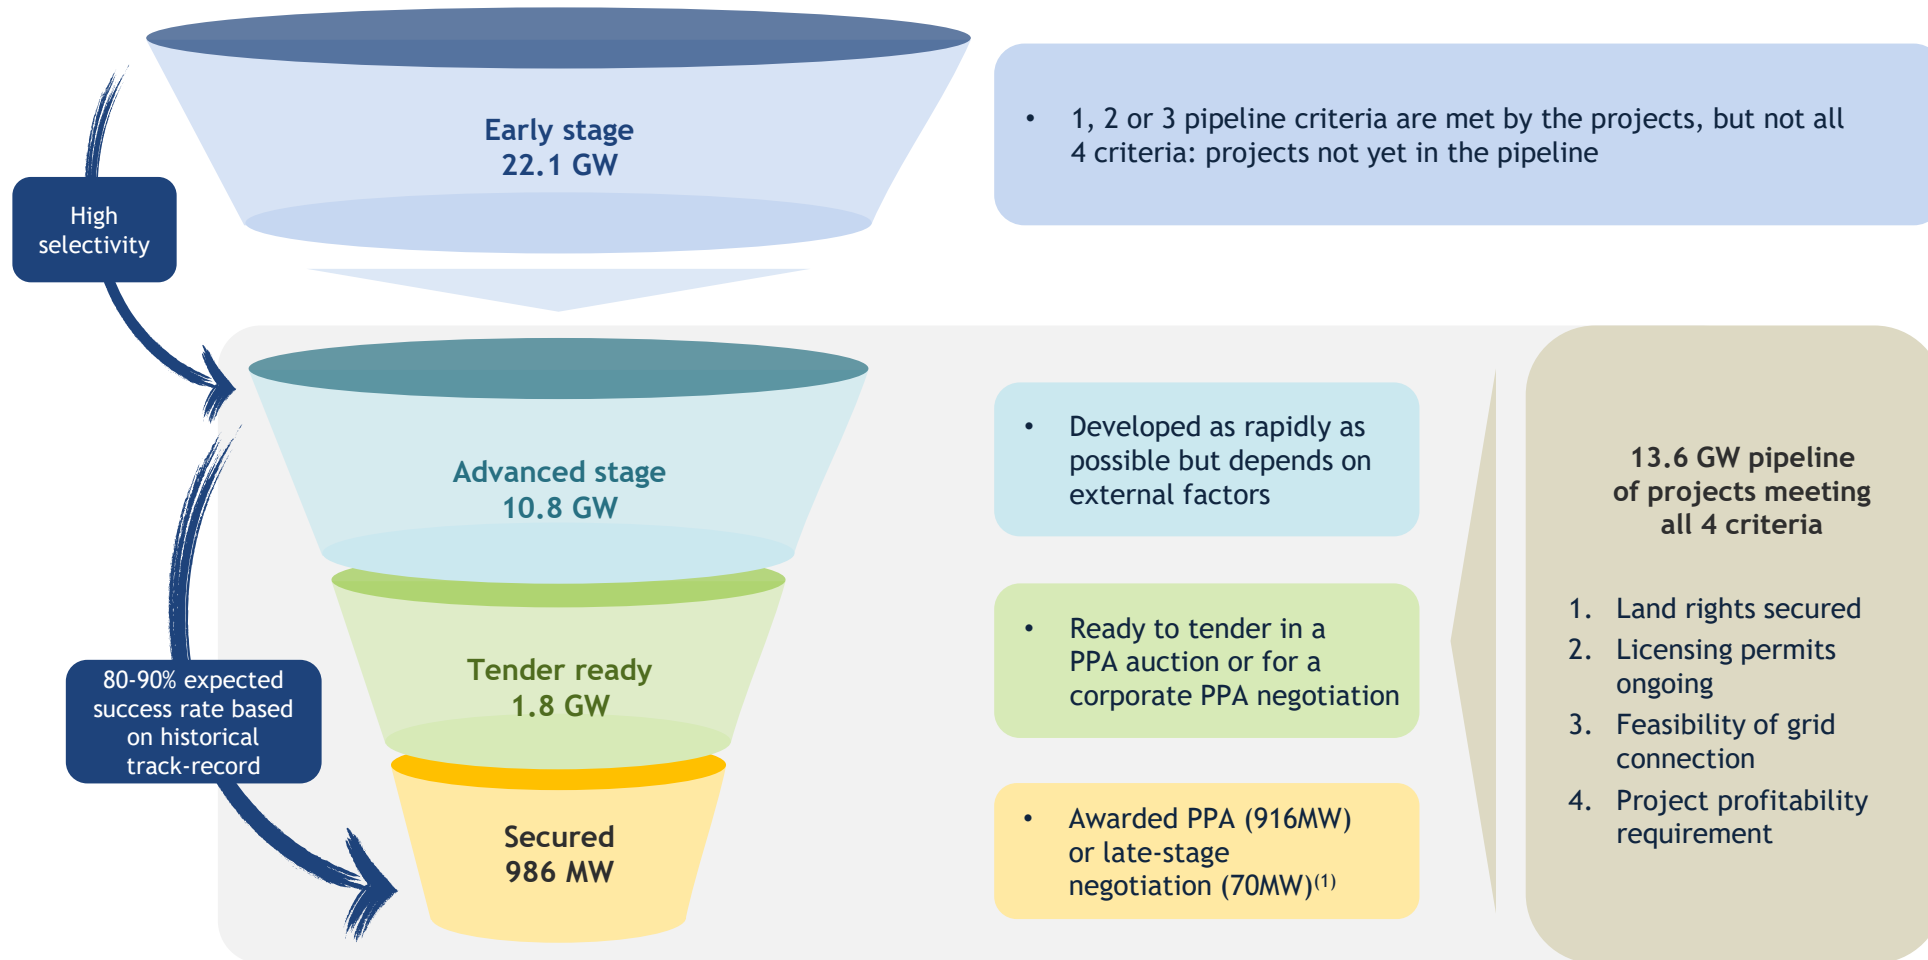 Early stage
22.1 GW
• 1, 2 or 3 pipeline criteria are met by the projects, but not all
4 criteria: projects not yet in the pipeline
High
selectivity
Advanced stage
10.8 GW
• Developed as rapidly as
possible but depends on
external factors
Tender ready
1.8 GW
• Ready to tender in a
PPA auction or for a
corporate PPA negotiation
80-90% expected
success rate based
on historical
track-record
Secured
986 MW
• Awarded PPA (916MW)
or late-stage
negotiation (70MW)(1)
13.6 GW pipeline
of projects meeting
all 4 criteria
1. Land rights secured
2. Licensing permits
ongoing
3. Feasibility of grid
connection
4. Project profitability
requirement